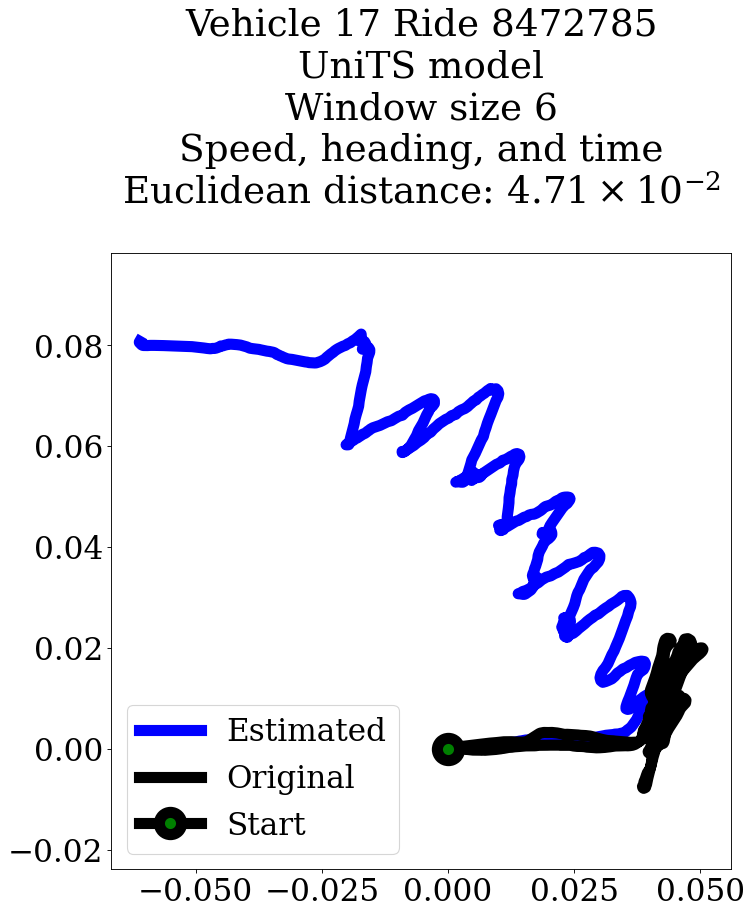 Vehicle 17 Ride 8472785
UniTS model
Window size 6
Speed, heading, and time
Euclidean distance: 4.71 × 10⁻²
0.08
0.06
0.04
0.02
0.00
−0.02
Estimated
Original
Start
−0.050 −0.025 0.000 0.025 0.050